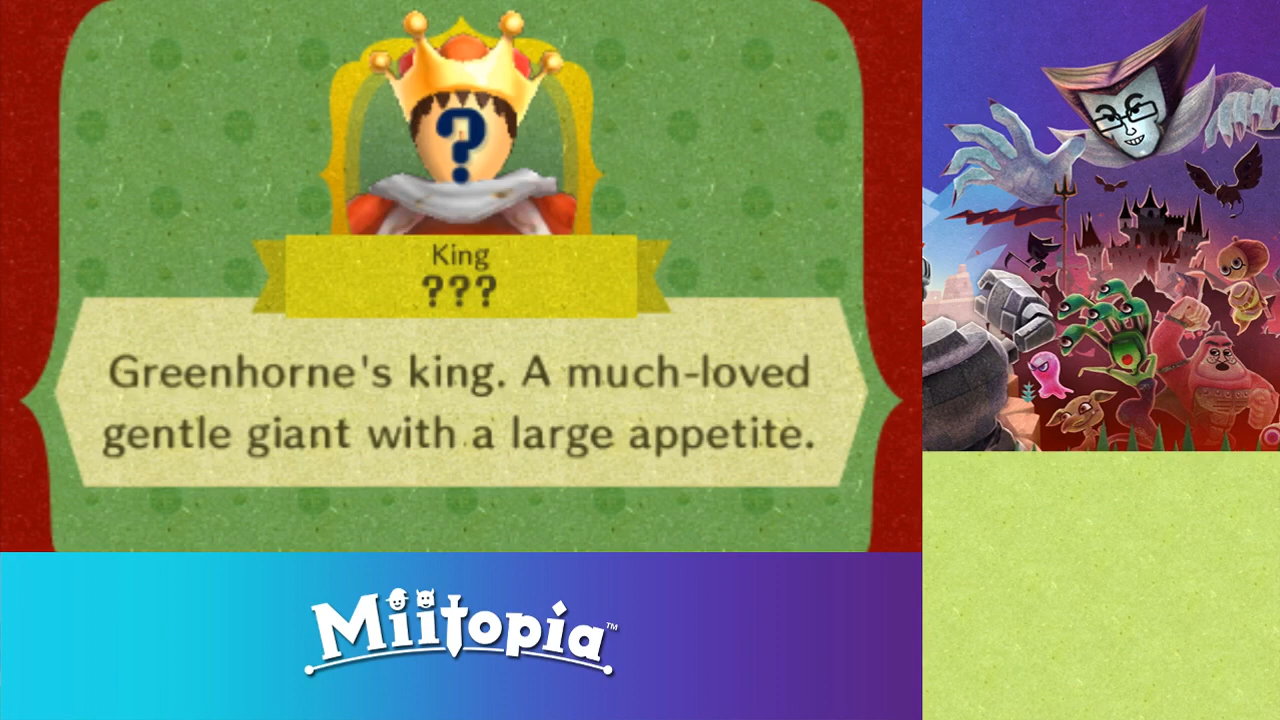 ?
King
???
Greenhorne's king. A much-loved
gentle giant with a large appetite.
Miitopia™